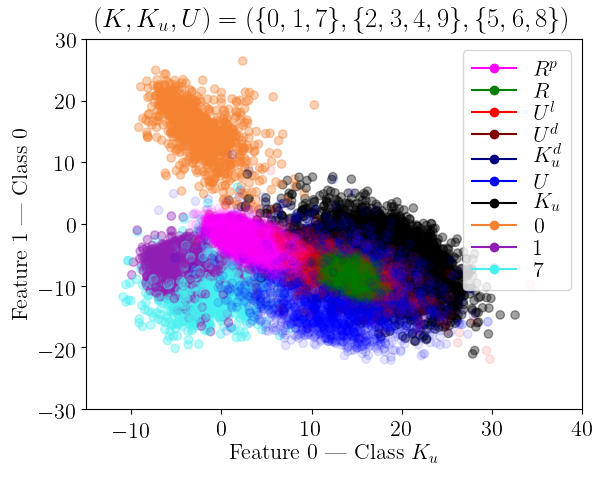 (K, K_u, U) = ({0, 1, 7}, {2, 3, 4, 9}, {5, 6, 8})
30
20
10
0
−10
−20
−30
Feature 1 — Class 0
R^p
R
U^l
U^d
K_u^d
U
K_u
0
1
7
−10 0 10 20 30 40
Feature 0 — Class K_u